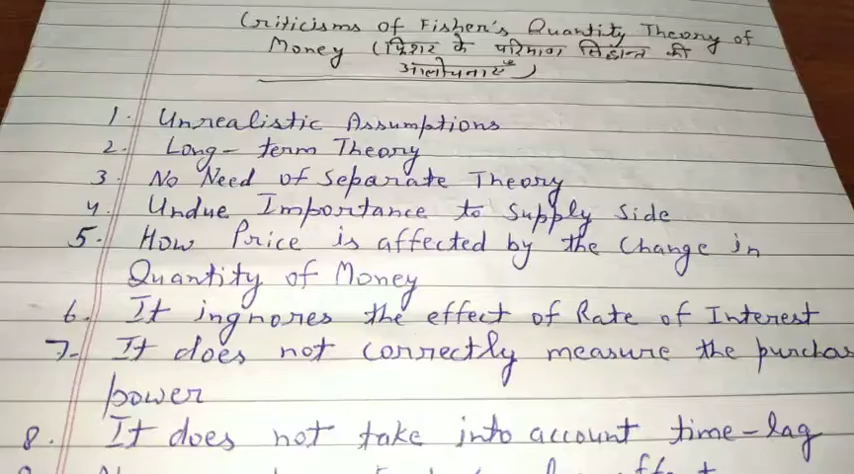 Criticisms of Fisher's Quantity Theory of
Money (फिशर के परिमाण सिद्धान्त की
आलोचनाएँ)
1. Unrealistic Assumptions
2. Long-term Theory
3. No Need of Separate Theory
4. Undue Importance to Supply Side
5. How Price is affected by the Change in
Quantity of Money
6. It ingnores the effect of Rate of Interest
7. It does not correctly measure the purchas
power
8. It does not take into account time-lag